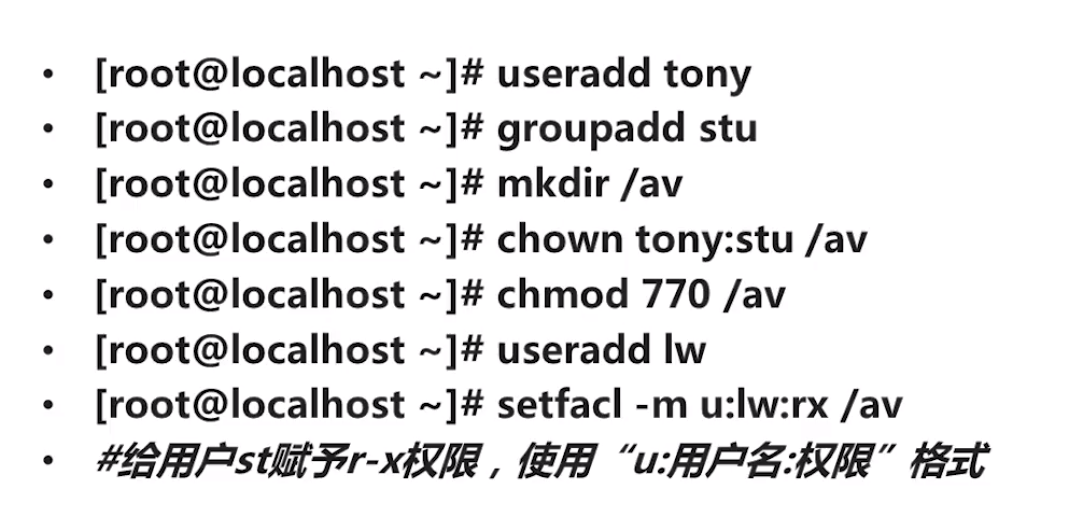 • [root@localhost ~]# useradd tony
• [root@localhost ~]# groupadd stu
• [root@localhost ~]# mkdir /av
• [root@localhost ~]# chown tony:stu /av
• [root@localhost ~]# chmod 770 /av
• [root@localhost ~]# useradd lw
• [root@localhost ~]# setfacl -m u:lw:rx /av
• #给用户st赋予r-x权限，使用“u:用户名:权限”格式